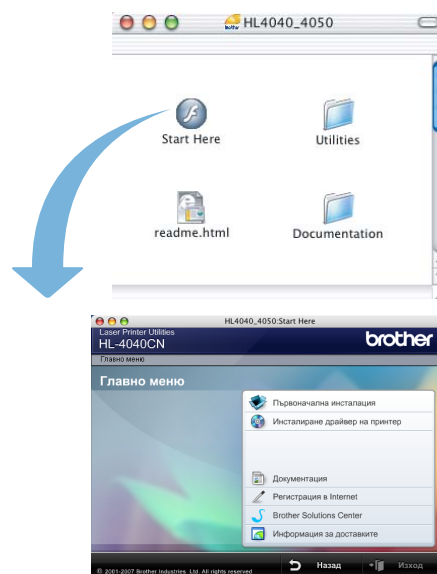 HL4040_4050
Start Here
Utilities
readme.html
Documentation
HL4040_4050:Start Here
Laser Printer Utilities
HL-4040CN
brother
Главно меню
Главно меню
Първоначална инсталация
Инсталиране драйвер на принтер
Документация
Регистрация в Internet
Brother Solutions Center
Информация за доставките
© 2001-2007 Brother Industries Ltd. All rights reserved
Назад
Изход